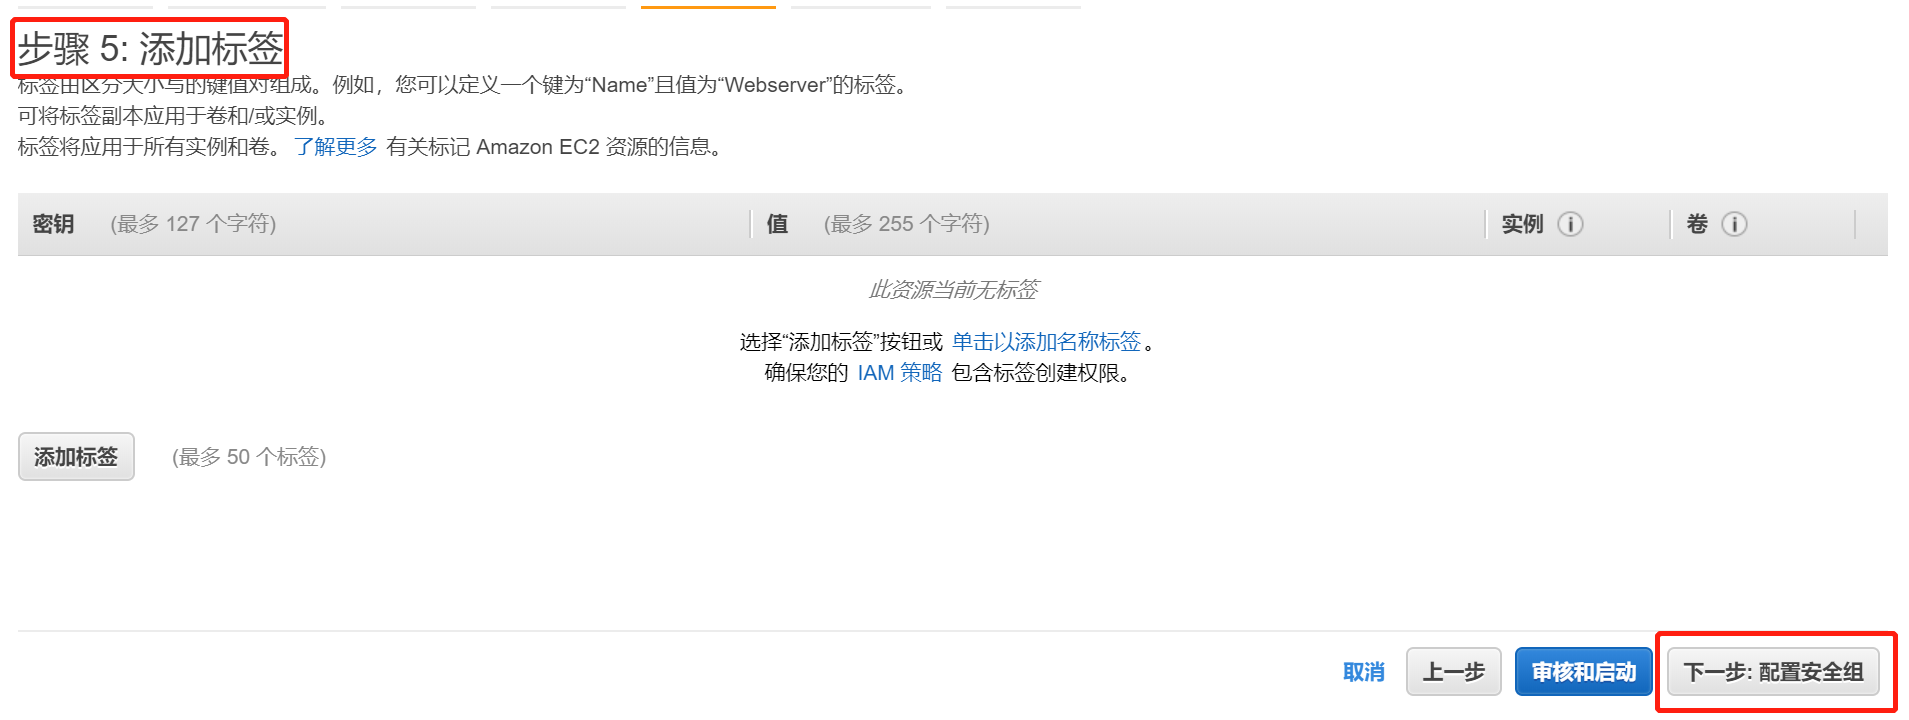 步骤 5: 添加标签
标签由区分大小写的键值对组成。例如，您可以定义一个键为“Name”且值为“Webserver”的标签。
可将标签副本应用于卷和/或实例。
标签将应用于所有实例和卷。 了解更多 有关标记 Amazon EC2 资源的信息。
密钥 (最多 127 个字符) 值 (最多 255 个字符) 实例 卷
此资源当前无标签
选择“添加标签”按钮或 单击以添加名称标签。
确保您的 IAM 策略 包含标签创建权限。
添加标签 (最多 50 个标签)
取消 上一步 审核和启动 下一步: 配置安全组